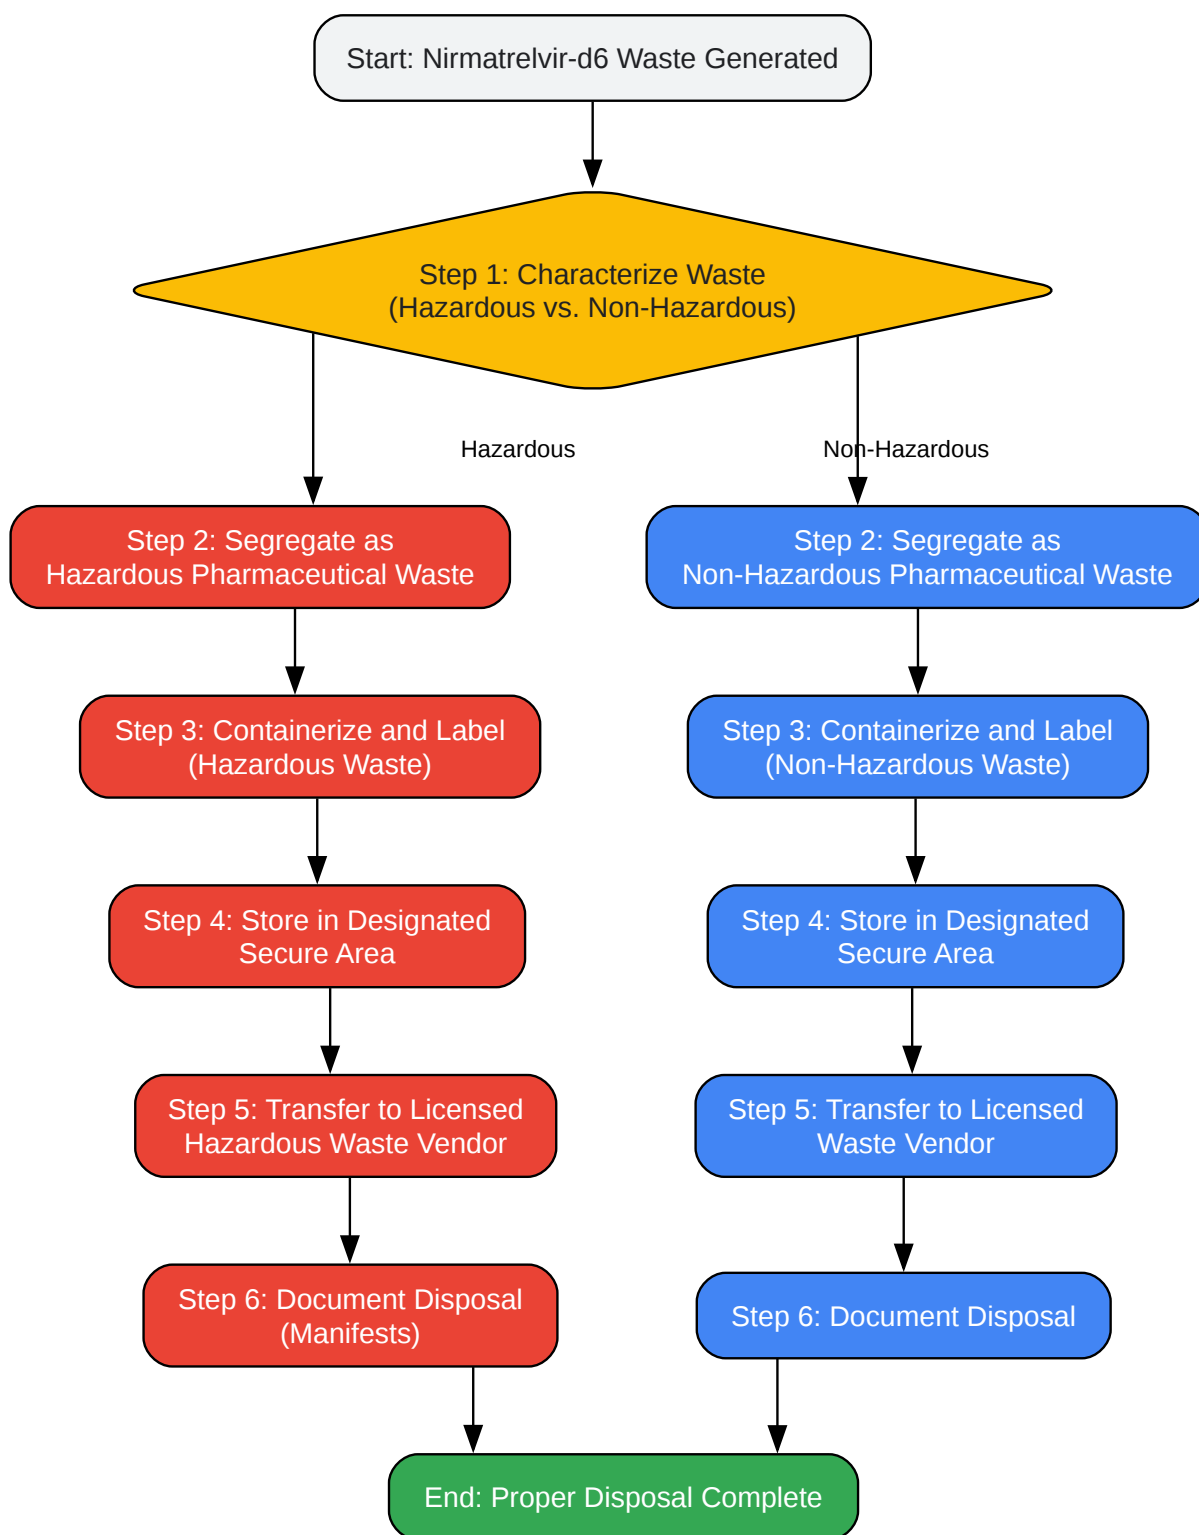 Start: Nirmatrelvir-d6 Waste Generated
Step 1: Characterize Waste
(Hazardous vs. Non-Hazardous)
Hazardous
Non-Hazardous
Step 2: Segregate as
Hazardous Pharmaceutical Waste
Step 2: Segregate as
Non-Hazardous Pharmaceutical Waste
Step 3: Containerize and Label
(Hazardous Waste)
Step 3: Containerize and Label
(Non-Hazardous Waste)
Step 4: Store in Designated
Secure Area
Step 4: Store in Designated
Secure Area
Step 5: Transfer to Licensed
Hazardous Waste Vendor
Step 5: Transfer to Licensed
Waste Vendor
Step 6: Document Disposal
(Manifests)
Step 6: Document Disposal
End: Proper Disposal Complete